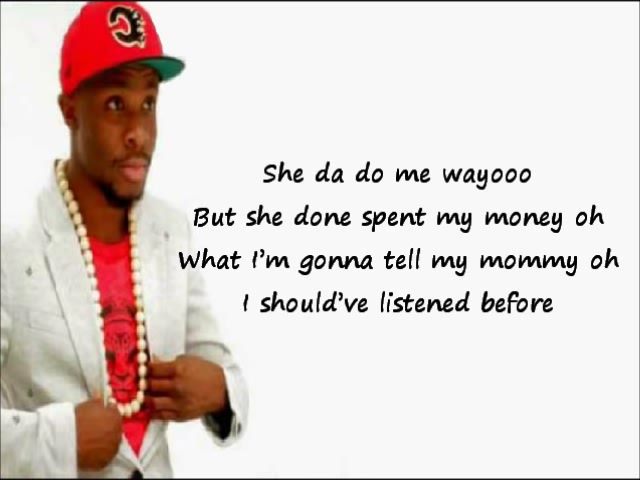 She da do me wayooo
But she done spent my money oh
What I'm gonna tell my mommy oh
I should've listened before